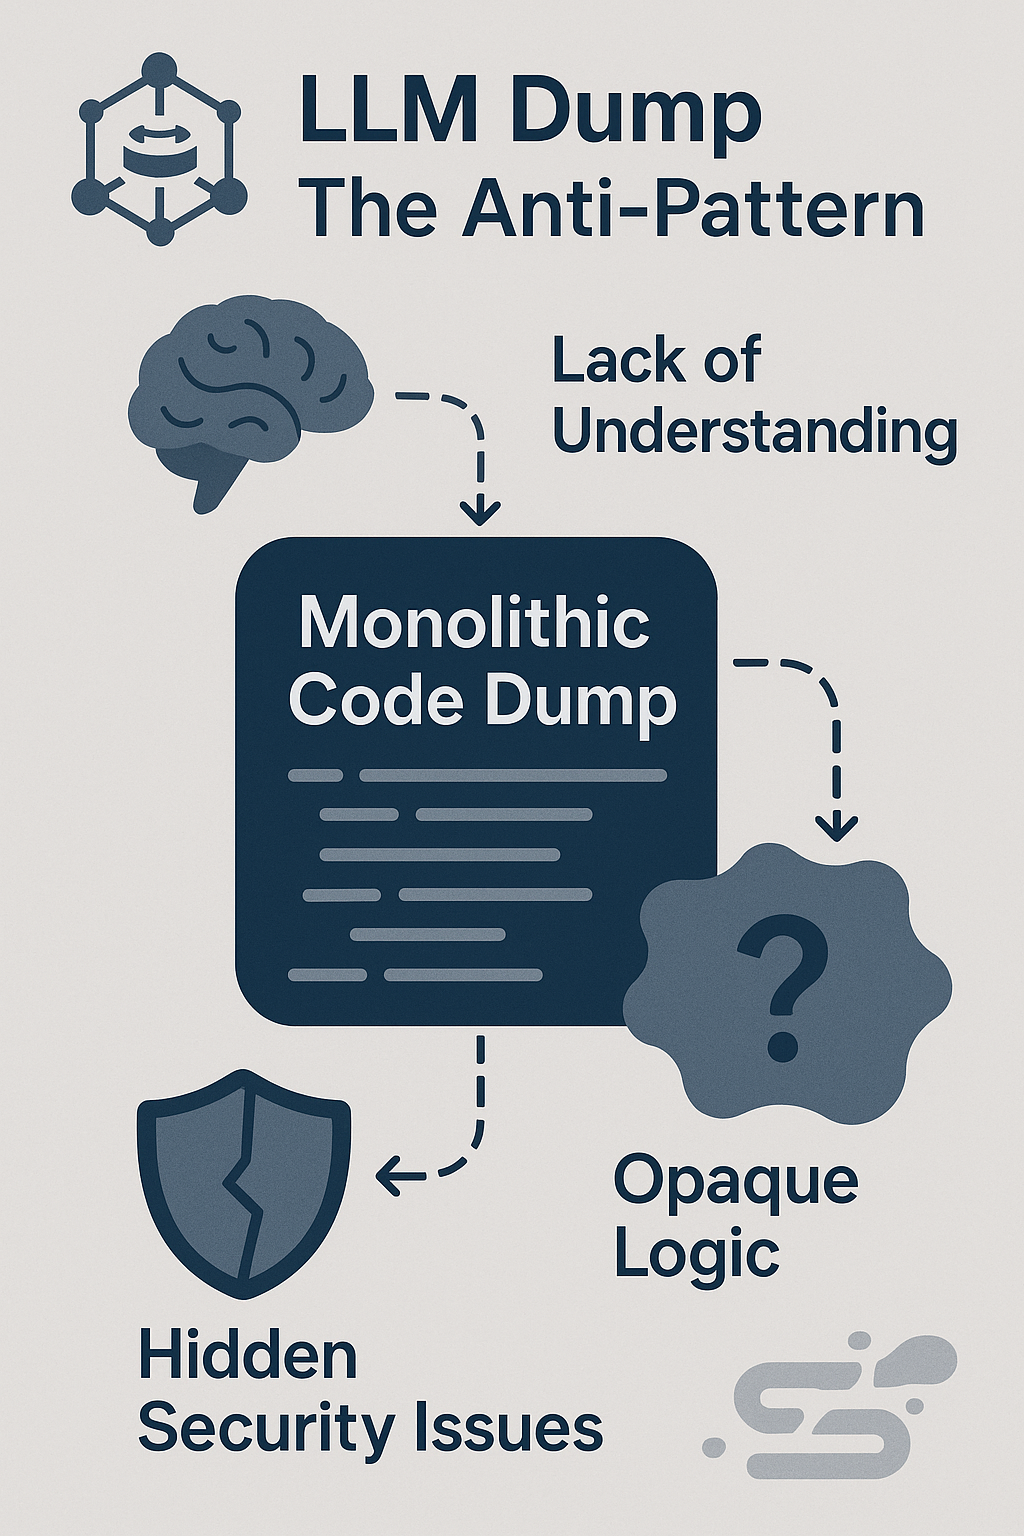 LLM Dump
The Anti-Pattern
Lack of
Understanding
Monolithic
Code Dump
?
Opaque
Logic
Hidden
Security Issues